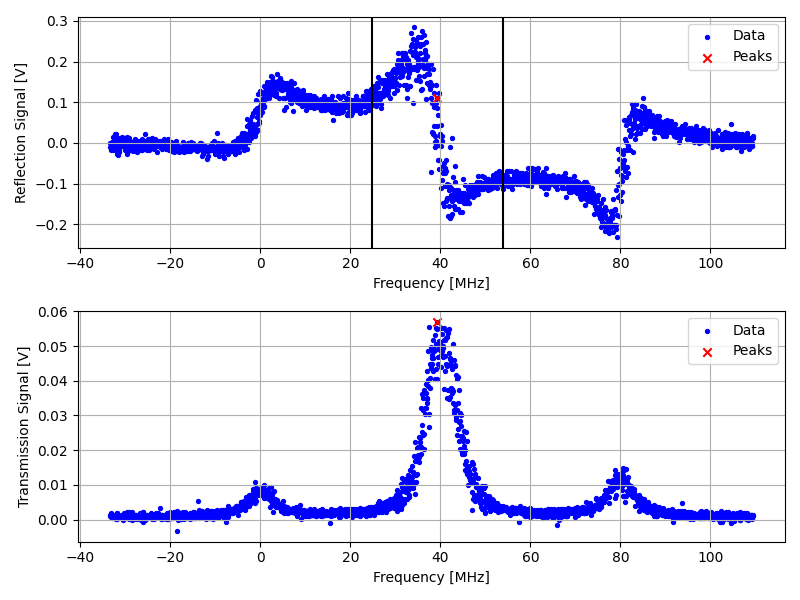 0.3
0.2
0.1
0.0
−0.1
−0.2
Reflection Signal [V]
Data
Peaks
−40 −20 0 20 40 60 80 100
Frequency [MHz]
0.06
0.05
0.04
0.03
0.02
0.01
0.00
Transmission Signal [V]
Data
Peaks
−40 −20 0 20 40 60 80 100
Frequency [MHz]